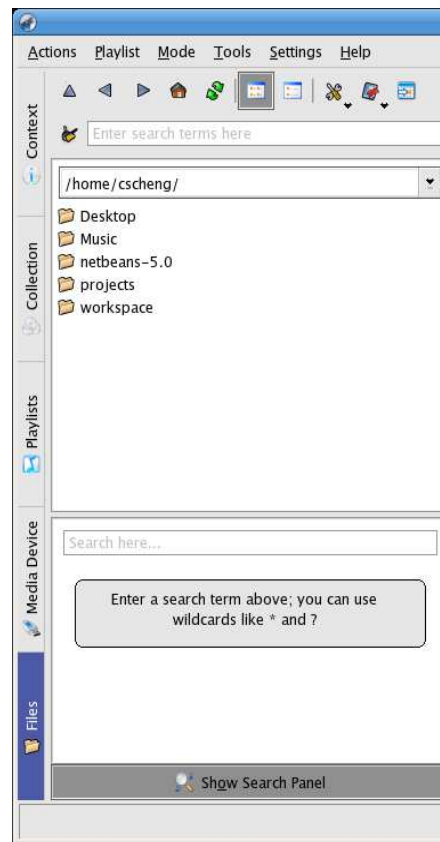 Actions Playlist Mode Tools Settings Help
Context
Collection
Playlists
Media Device
Files
Enter search terms here
/home/cscheng/
Desktop
Music
netbeans-5.0
projects
workspace
Search here...
Enter a search term above; you can use
wildcards like * and ?
Show Search Panel